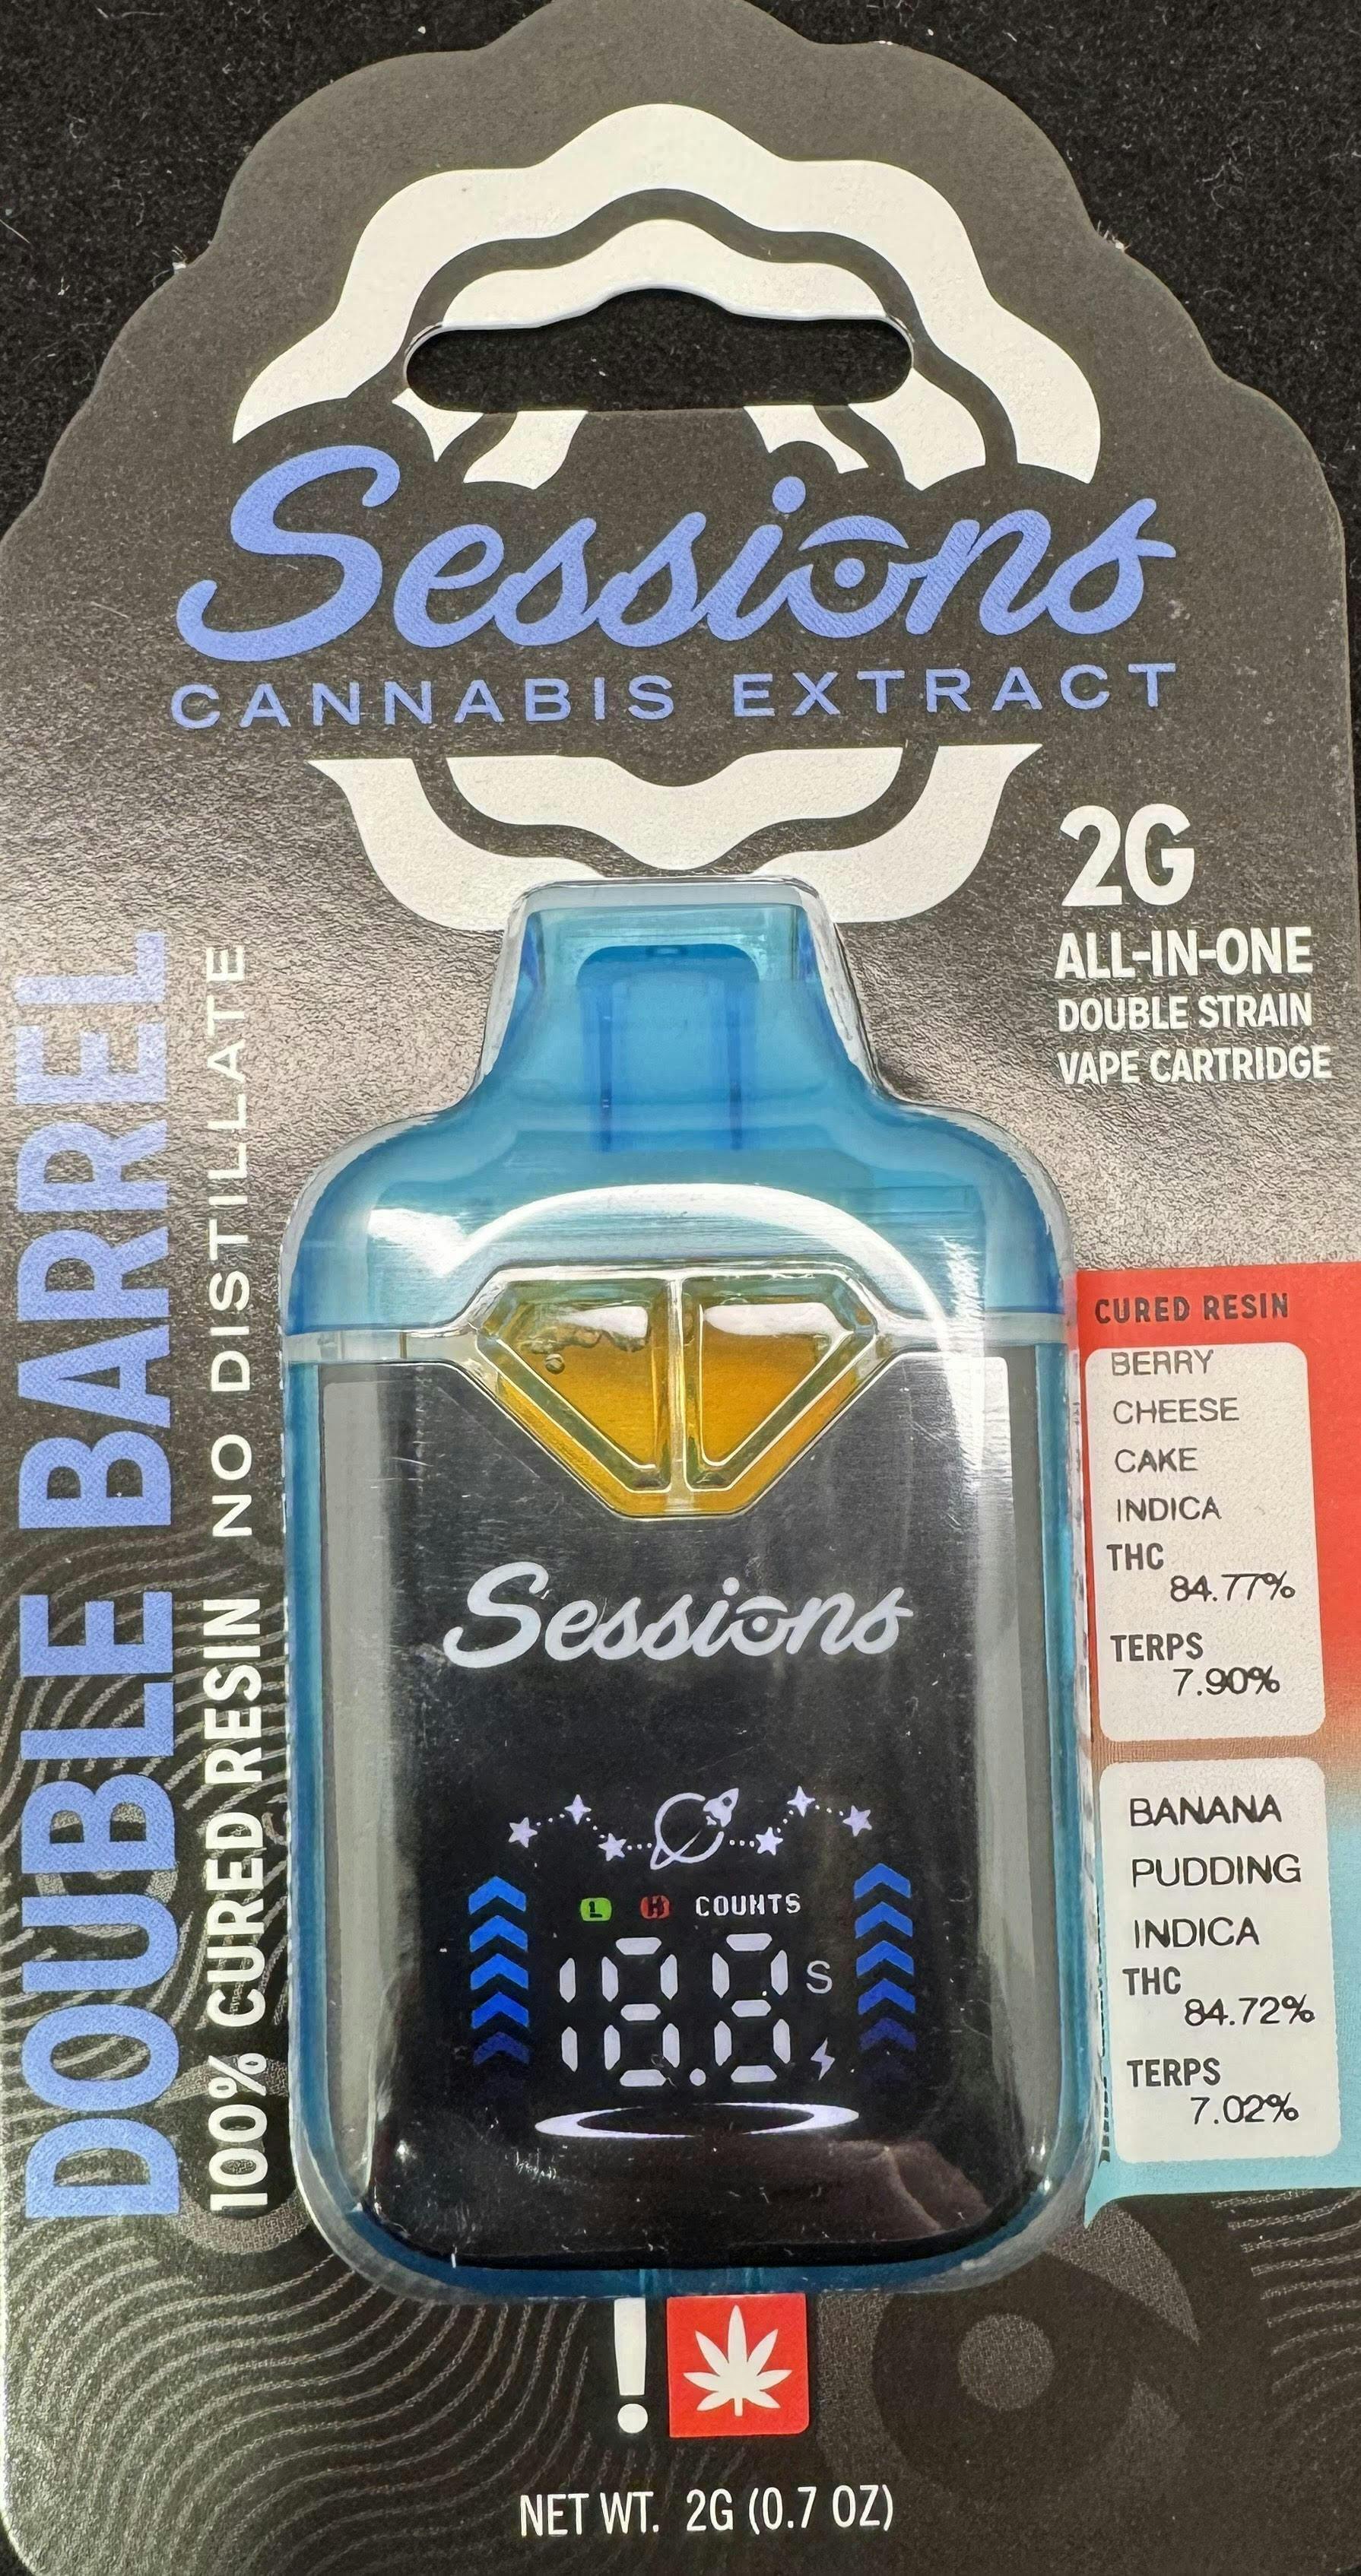 Sessions
CANNABIS EXTRACT
2G
ALL-IN-ONE
DOUBLE STRAIN
VAPE CARTRIDGE
DOUBLE BARREL
100% CURED RESIN NO DISTILLATE
CURED RESIN
BERRY
CHEESE
CAKE
INDICA
THC
84.77%
TERPS
7.90%
BANANA
PUDDING
INDICA
THC
84.72%
TERPS
7.02%
Sessions
L H COUNTS
188 S
!
NET WT. 2G (0.7 OZ)